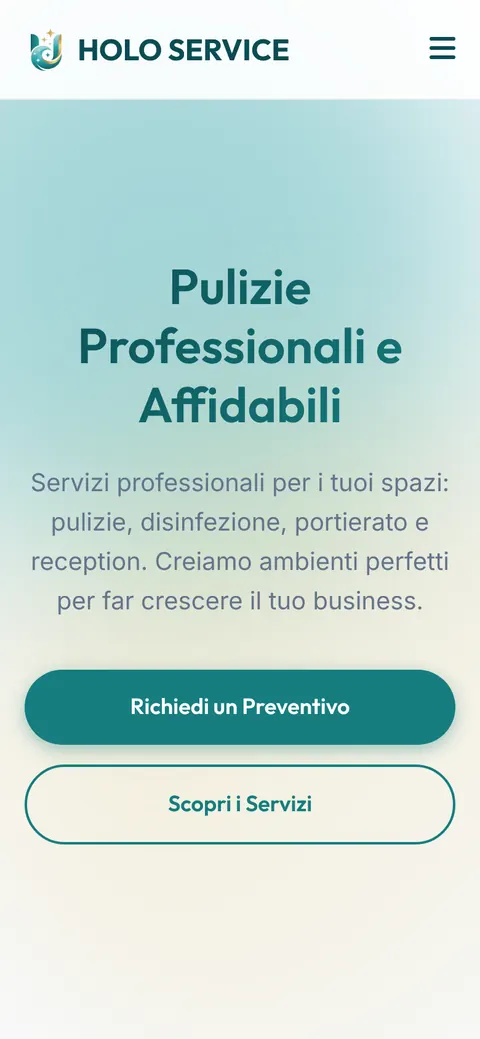 HOLO SERVICE
Pulizie
Professionali e
Affidabili
Servizi professionali per i tuoi spazi:
pulizie, disinfezione, portierato e
reception. Creiamo ambienti perfetti
per far crescere il tuo business.
Richiedi un Preventivo
Scopri i Servizi